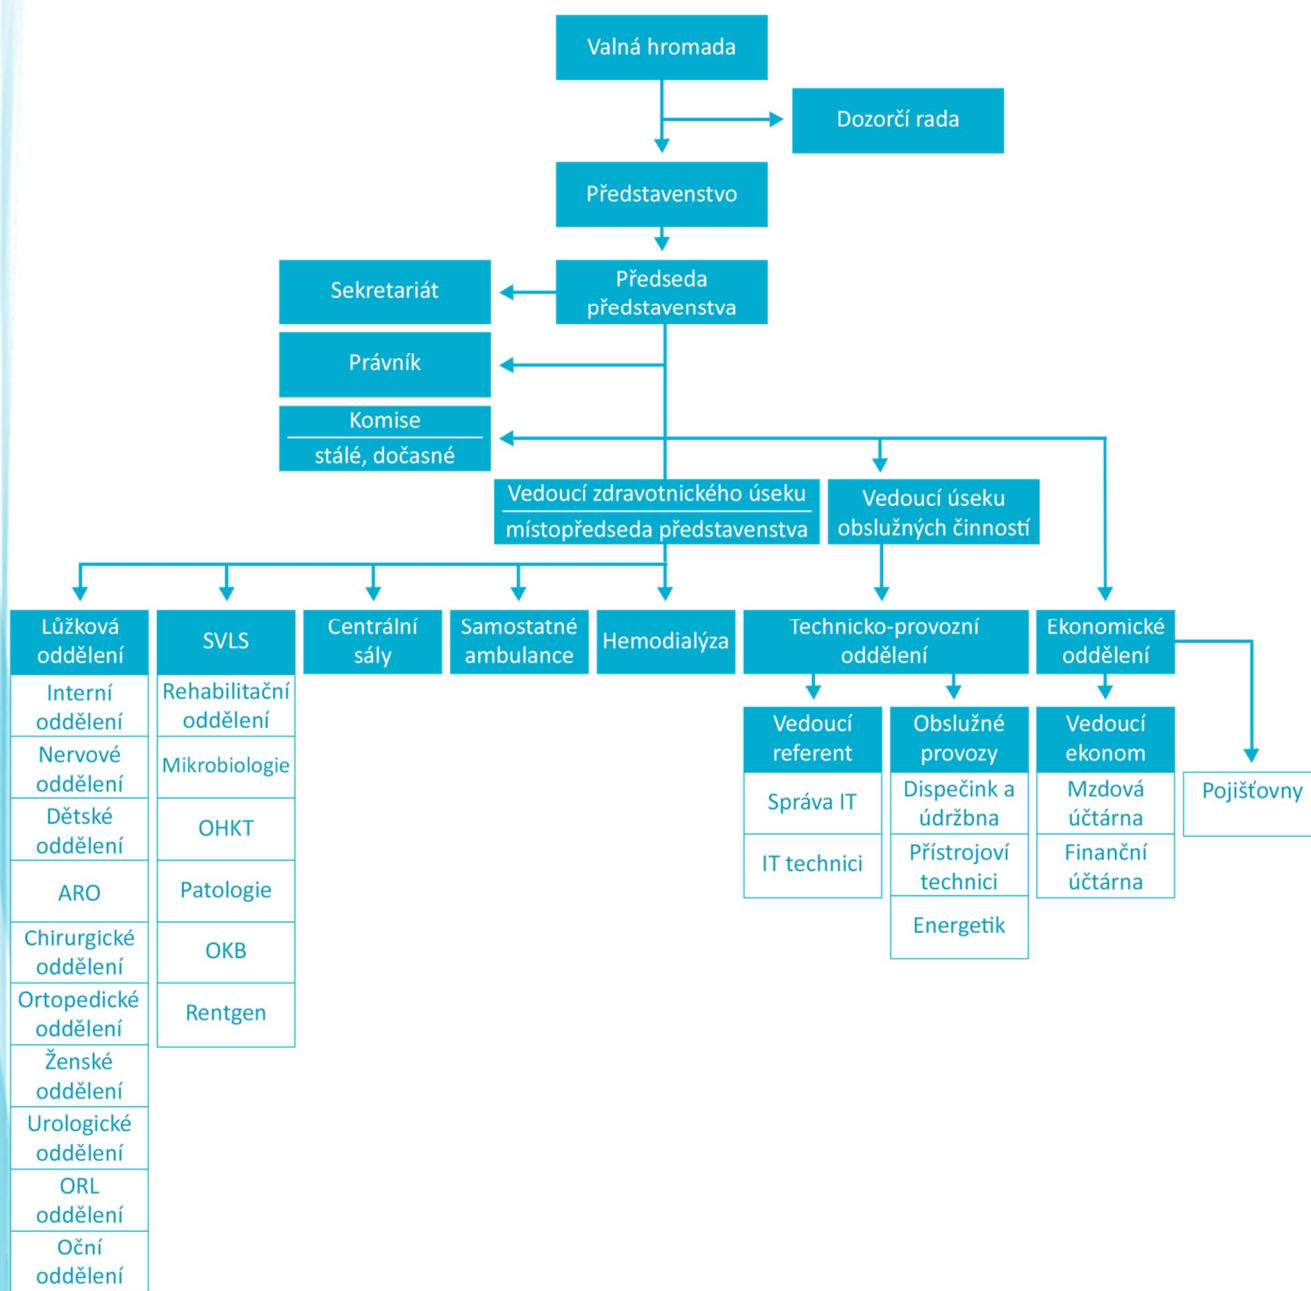 Valná hromada
Dozorčí rada
Představenstvo
Sekretariát
Předseda
představenstva
Právník
Komise
stálé, dočasné
Vedoucí zdravotnického úseku
místopředseda představenstva
Vedoucí úseku
obslužných činností
Lůžková
oddělení
SVLS
Centrální
sály
Samostatné
ambulance
Hemodialýza
Technicko-provozní
oddělení
Ekonomické
oddělení
Interní
oddělení
Nervové
oddělení
Dětské
oddělení
ARO
Chirurgické
oddělení
Ortopedické
oddělení
Ženské
oddělení
Urologické
oddělení
ORL
oddělení
Oční
oddělení
Rehabilitační
oddělení
Mikrobiologie
OHKT
Patologie
OKB
Rentgen
Vedoucí
referent
Správa IT
IT technici
Obslužné
provozy
Dispečink a
údržbna
Přístrojoví
technici
Energetik
Vedoucí
ekonom
Mzdová
účtárna
Finanční
účtárna
Pojišťovny